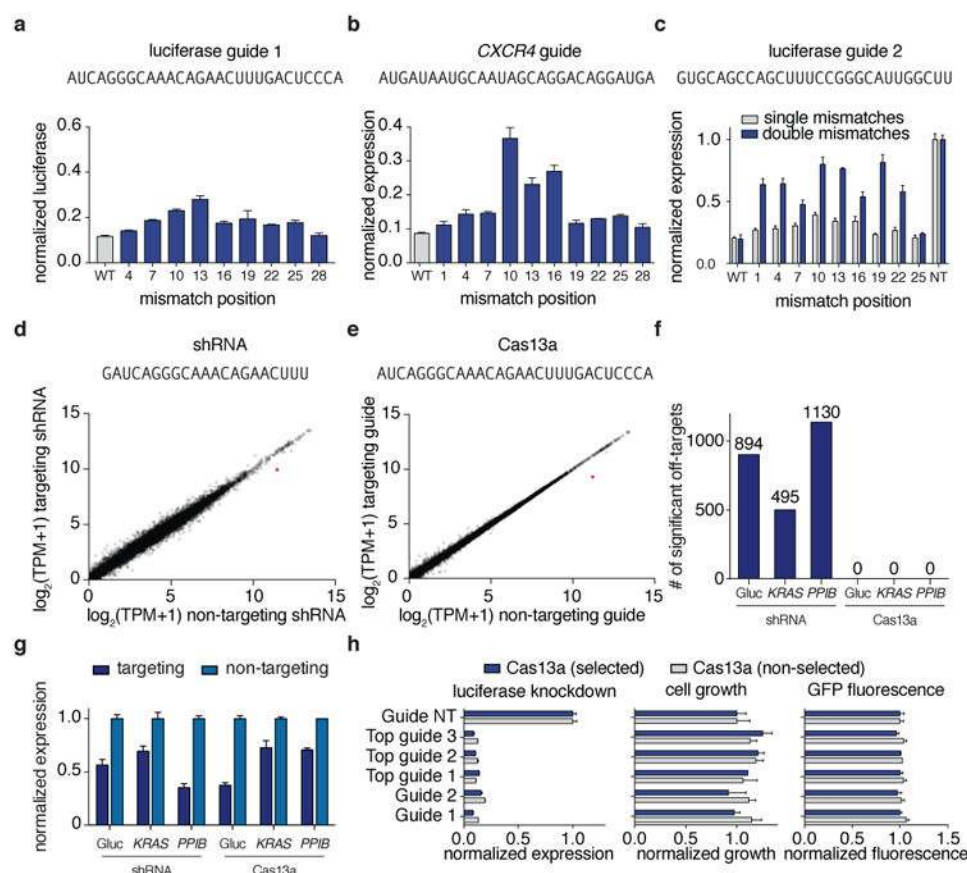 a
luciferase guide 1
AUCAGGGCAAACAGAACUUUGACUCCCA
normalized luciferase
0.6
0.4
0.2
0.0
WT 4 7 10 13 16 19 22 25 28
mismatch position
b
CXCR4 guide
AUGAUAAUGCAAUAGCAGGACAGGAUGA
normalized expression
0.4
0.3
0.2
0.1
0.0
WT 1 4 7 10 13 16 19 22 25 28
mismatch position
c
luciferase guide 2
GUGCAGCCAGCUUUCCGGGCAUUGGCUU
single mismatches
double mismatches
normalized expression
1.0
0.5
0.0
WT 1 4 7 10 13 16 19 22 25 NT
mismatch position
d
shRNA
GAUCAGGGCAAACAGAACUUU
log2(TPM+1) targeting shRNA
15
10
5
0
0 5 10 15
log2(TPM+1) non-targeting shRNA
e
Cas13a
AUCAGGGCAAACAGAACUUUGACUCCCA
log2(TPM+1) targeting guide
15
10
5
0
0 5 10 15
log2(TPM+1) non-targeting guide
f
# of significant off-targets
1000
500
0
894
495
1130
0 0 0
Gluc KRAS PPIB Gluc KRAS PPIB
shRNA Cas13a
g
targeting non-targeting
normalized expression
1.0
0.5
0.0
Gluc KRAS PPIB Gluc KRAS PPIB
shRNA Cas13a
h
Cas13a (selected) Cas13a (non-selected)
luciferase knockdown cell growth GFP fluorescence
Guide NT
Top guide 3
Top guide 2
Top guide 1
Guide 2
Guide 1
0.0 0.5 1.0 0.0 0.5 1.0 1.5 0.0 0.5 1.0 1.5
normalized expression normalized growth normalized fluorescence